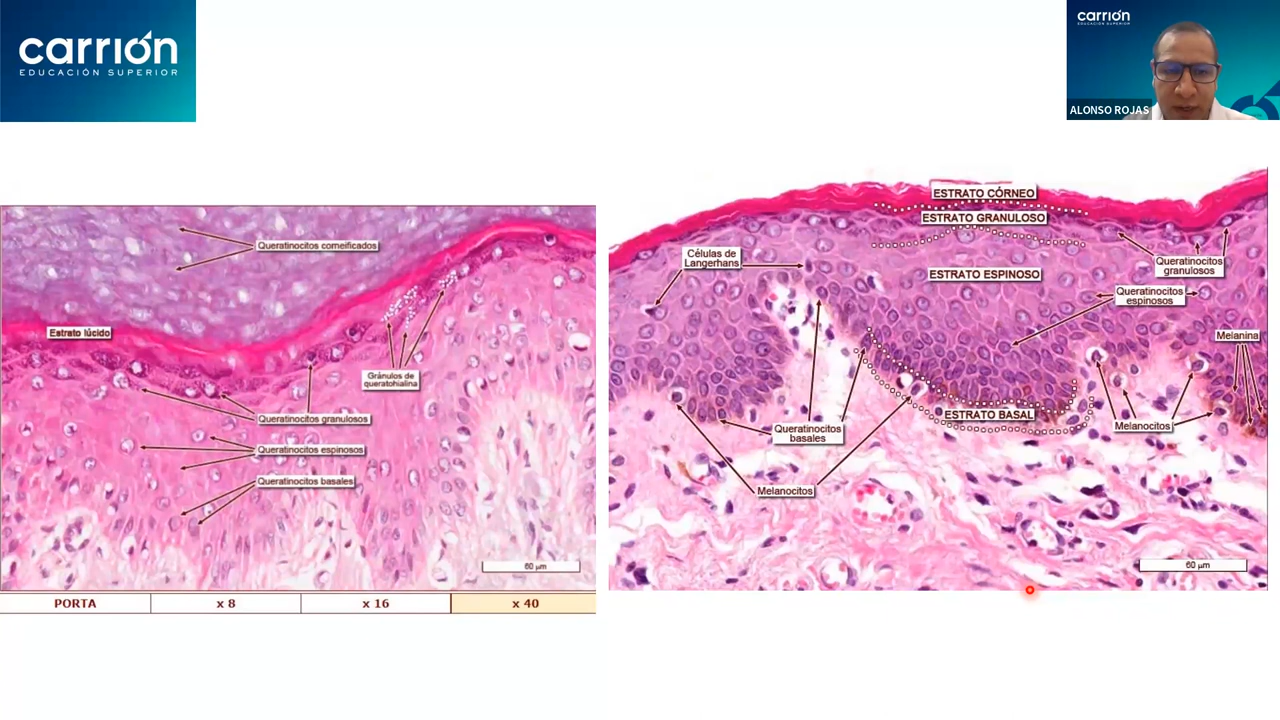 carrión
EDUCACIÓN SUPERIOR
carrión
EDUCACIÓN SUPERIOR
ALONSO ROJAS
Queratinocitos corneificados
Estrato lúcido
Gránulos de
queratohialina
Queratinocitos granulosos
Queratinocitos espinosos
Queratinocitos basales
60 µm
PORTA
x 8
x 16
x 40
ESTRATO CÓRNEO
ESTRATO GRANULOSO
Células de
Langerhans
ESTRATO ESPINOSO
Queratinocitos
granulosos
Queratinocitos
espinosos
Melanina
ESTRATO BASAL
Queratinocitos
basales
Melanocitos
Melanocitos
60 µm